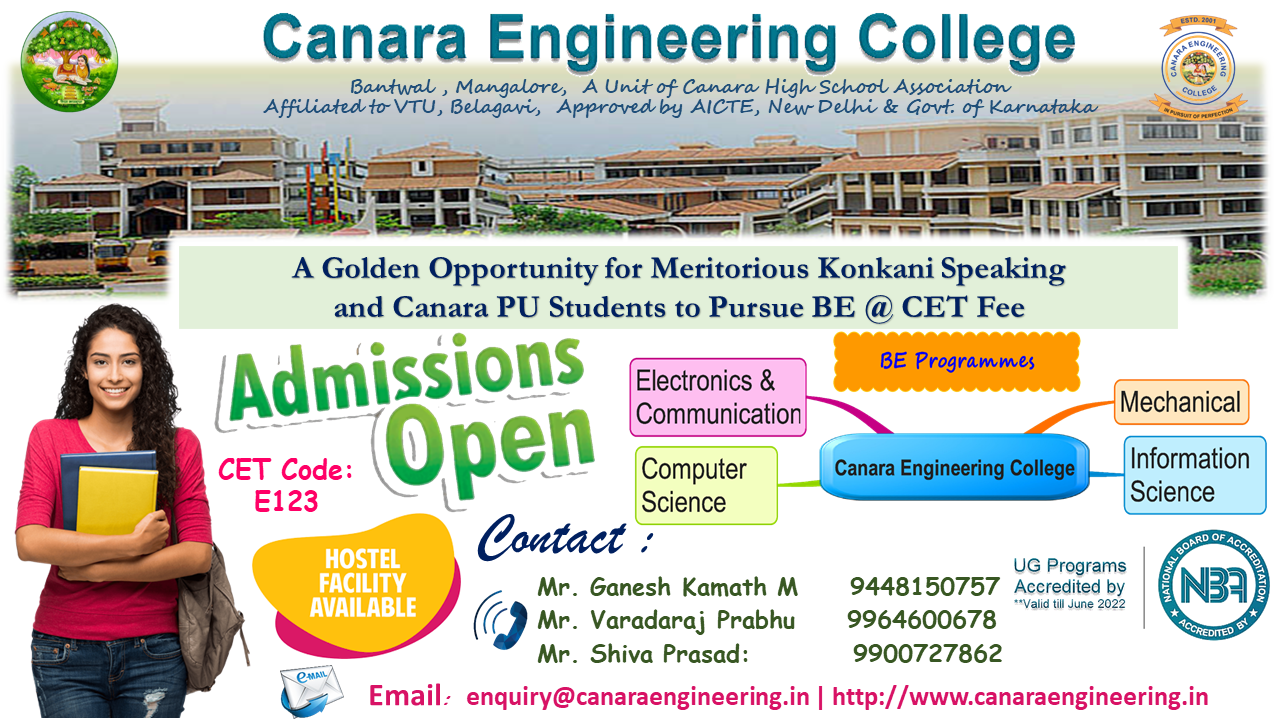 Canara Engineering College
Bantwal , Mangalore, A Unit of Canara High School Association
Affiliated to VTU, Belagavi, Approved by AICTE, New Delhi & Govt. of Karnataka
ESTD. 2001
CANARA ENGINEERING
COLLEGE
IN PURSUIT OF PERFECTION
A Golden Opportunity for Meritorious Konkani Speaking
and Canara PU Students to Pursue BE @ CET Fee
Admissions
Open
CET Code:
E123
BE Programmes
Electronics &
Communication
Computer
Science
Canara Engineering College
Mechanical
Information
Science
HOSTEL
FACILITY
AVAILABLE
Contact :
Mr. Ganesh Kamath M 9448150757
Mr. Varadaraj Prabhu 9964600678
Mr. Shiva Prasad: 9900727862
UG Programs
Accredited by
**Valid till June 2022
NATIONAL BOARD OF ACCREDITATION
NBA
ACCREDITED BY
e-MAIL
Email: enquiry@canaraengineering.in | http://www.canaraengineering.in